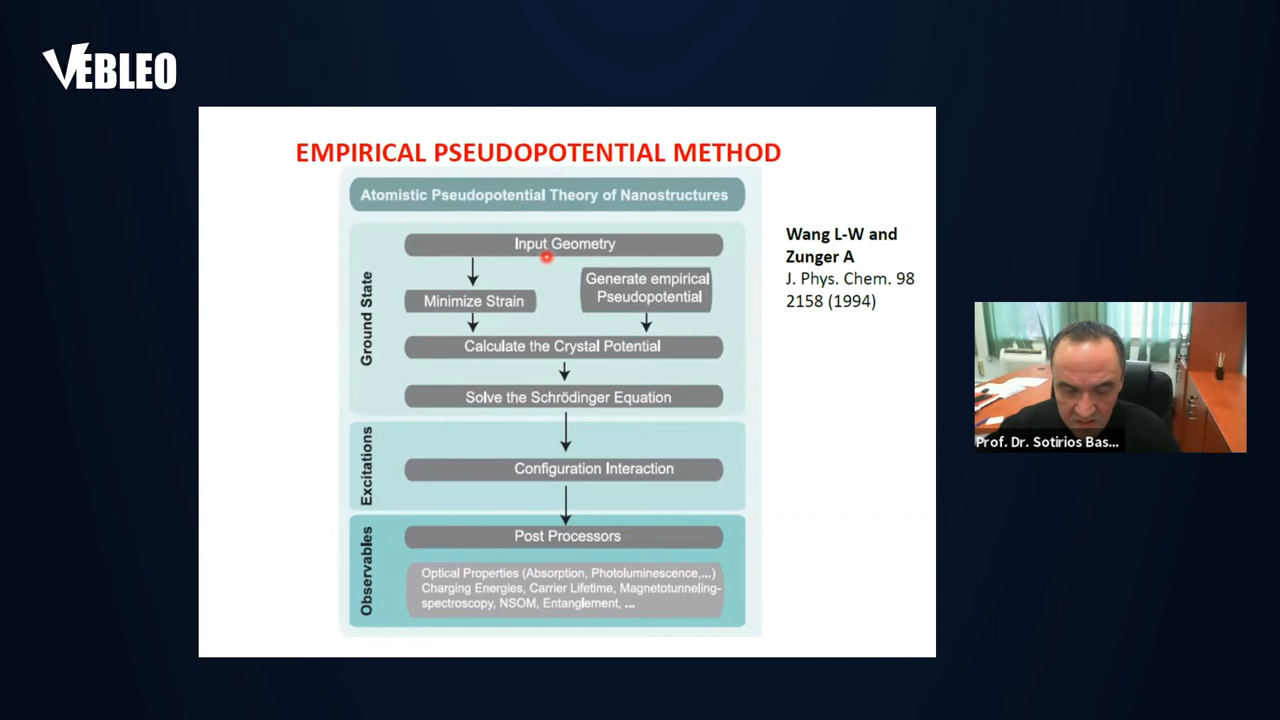 VEBLEO
EMPIRICAL PSEUDOPOTENTIAL METHOD
Atomistic Pseudopotential Theory of Nanostructures
Ground State
Input Geometry
Generate empirical
Pseudopotential
Minimize Strain
Calculate the Crystal Potential
Solve the Schrödinger Equation
Excitations
Configuration Interaction
Observables
Post Processors
Optical Properties (Absorption, Photoluminescence,...)
Charging Energies, Carrier Lifetime, Magnetotunneling-
spectroscopy, NSOM, Entanglement, ...
Wang L-W and
Zunger A
J. Phys. Chem. 98
2158 (1994)
Prof. Dr. Sotirios Bas...